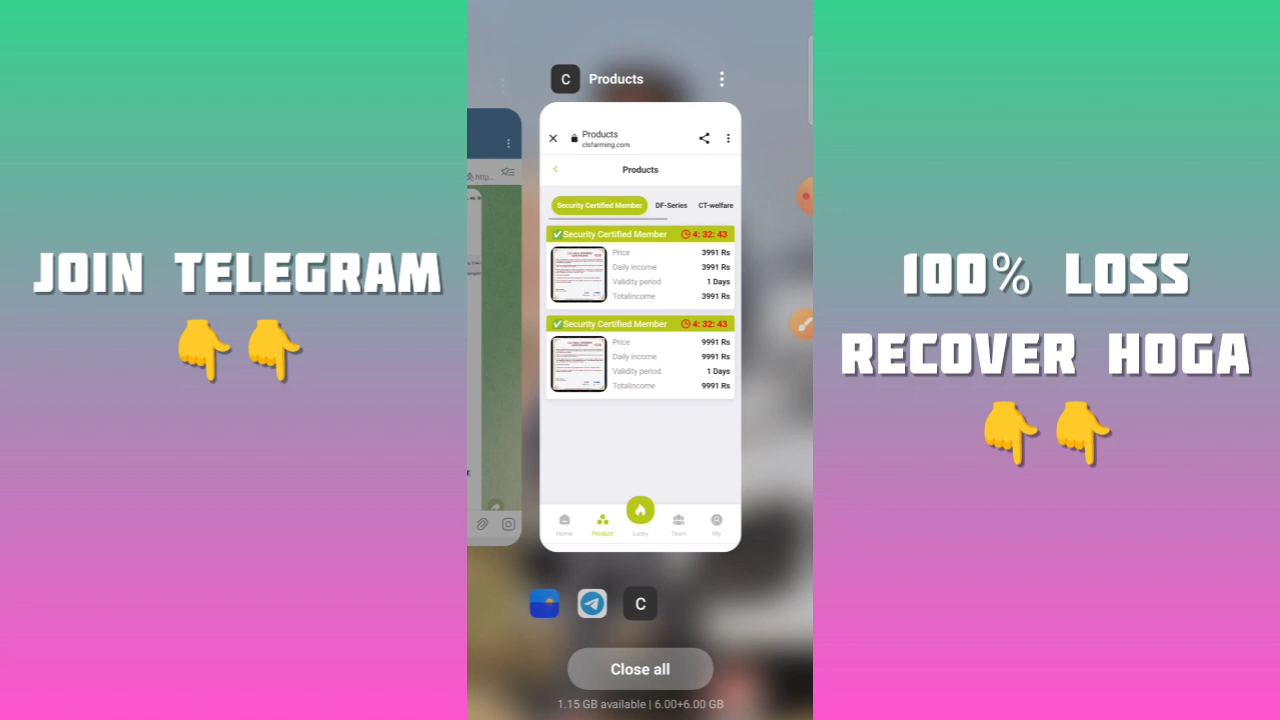 JOIN TELEGRAM
C Products
Products
clsfarming.com
Products
http...
Security Certified Member DF-Series CT-welfare
✅Security Certified Member 4: 32: 43
Price 3991 Rs
Daily income 3991 Rs
Validity period 1 Days
Totalincome 3991 Rs
✅Security Certified Member 4: 32: 43
Price 9991 Rs
Daily income 9991 Rs
Validity period 1 Days
Totalincome 9991 Rs
Home Product Lucky Team My
C
Close all
1.15 GB available | 6.00+6.00 GB
100% LOSS
RECOVER HOGA